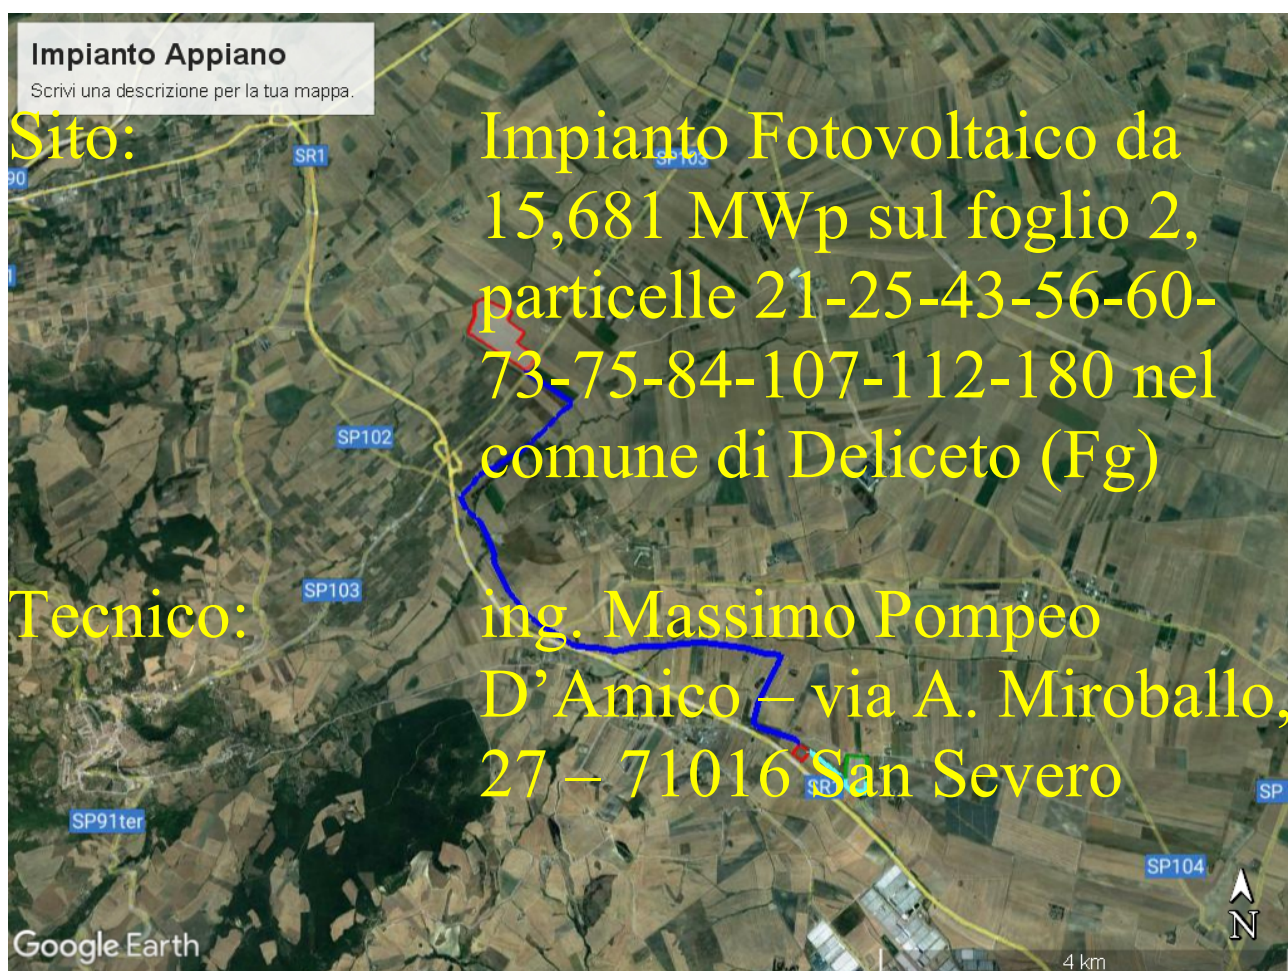 Impianto Appiano
Scrivi una descrizione per la tua mappa.
Sito:
Impianto Fotovoltaico da
15,681 MWp sul foglio 2,
particelle 21-25-43-56-60-
73-75-84-107-112-180 nel
comune di Deliceto (Fg)
SR1
SP103
90
1
SP102
SP103
Tecnico:
ing. Massimo Pompeo
D’Amico – via A. Miroballo,
27 – 71016 San Severo
SR1
SP
SP91ter
SP104
N
Google Earth
4 km